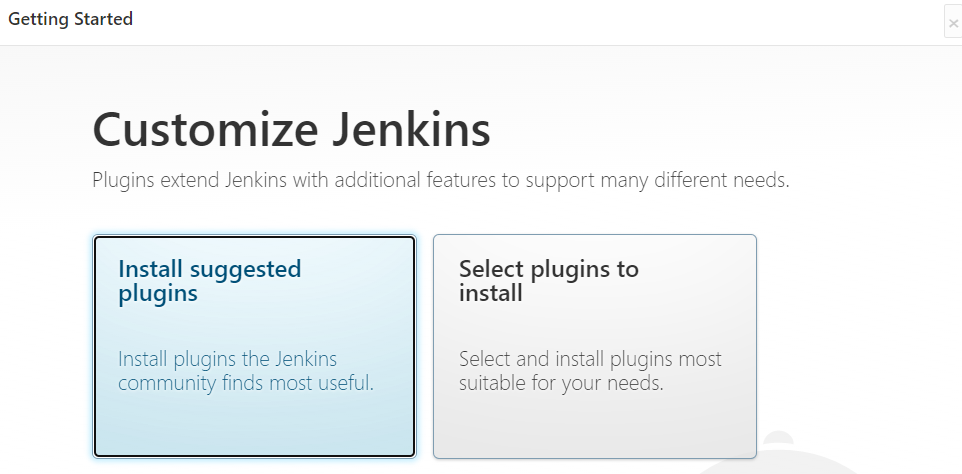 Getting Started
×
Customize Jenkins
Plugins extend Jenkins with additional features to support many different needs.
Install suggested
plugins
Install plugins the Jenkins
community finds most useful.
Select plugins to
install
Select and install plugins most
suitable for your needs.